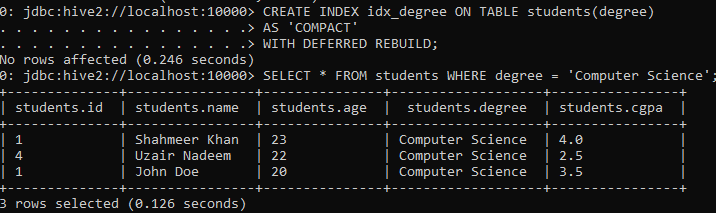 0: jdbc:hive2://localhost:10000> CREATE INDEX idx_degree ON TABLE students(degree)
. . . . . . . . . . . . . . . .> AS 'COMPACT'
. . . . . . . . . . . . . . . .> WITH DEFERRED REBUILD;
No rows affected (0.246 seconds)
0: jdbc:hive2://localhost:10000> SELECT * FROM students WHERE degree = 'Computer Science';
+--------------+----------------+---------------+-------------------+----------------+
| students.id | students.name | students.age | students.degree | students.cgpa |
+--------------+----------------+---------------+-------------------+----------------+
| 1 | Shahmeer Khan | 23 | Computer Science | 4.0 |
| 4 | Uzair Nadeem | 22 | Computer Science | 2.5 |
| 1 | John Doe | 20 | Computer Science | 3.5 |
+--------------+----------------+---------------+-------------------+----------------+
3 rows selected (0.126 seconds)